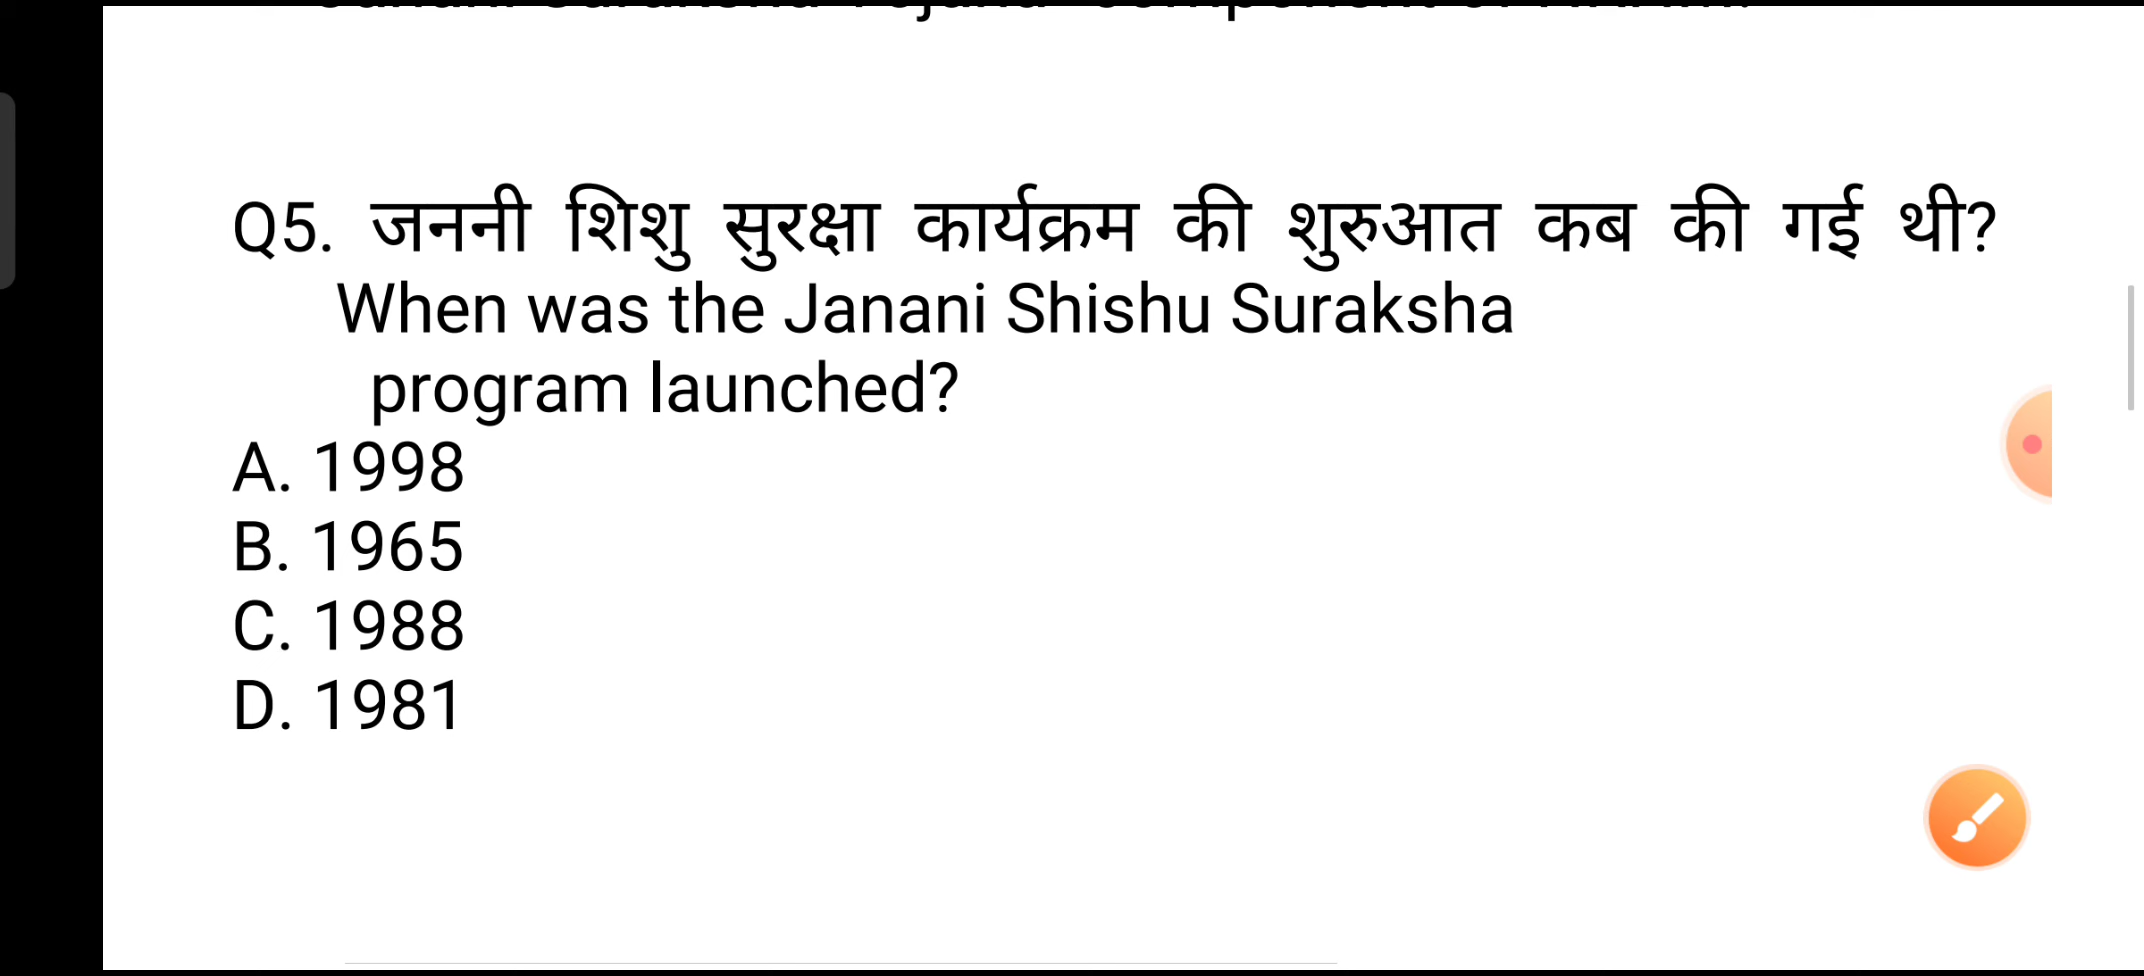 Q5. जननी शिशु सुरक्षा कार्यक्रम की शुरुआत कब की गई थी?
When was the Janani Shishu Suraksha
program launched?
A. 1998
B. 1965
C. 1988
D. 1981